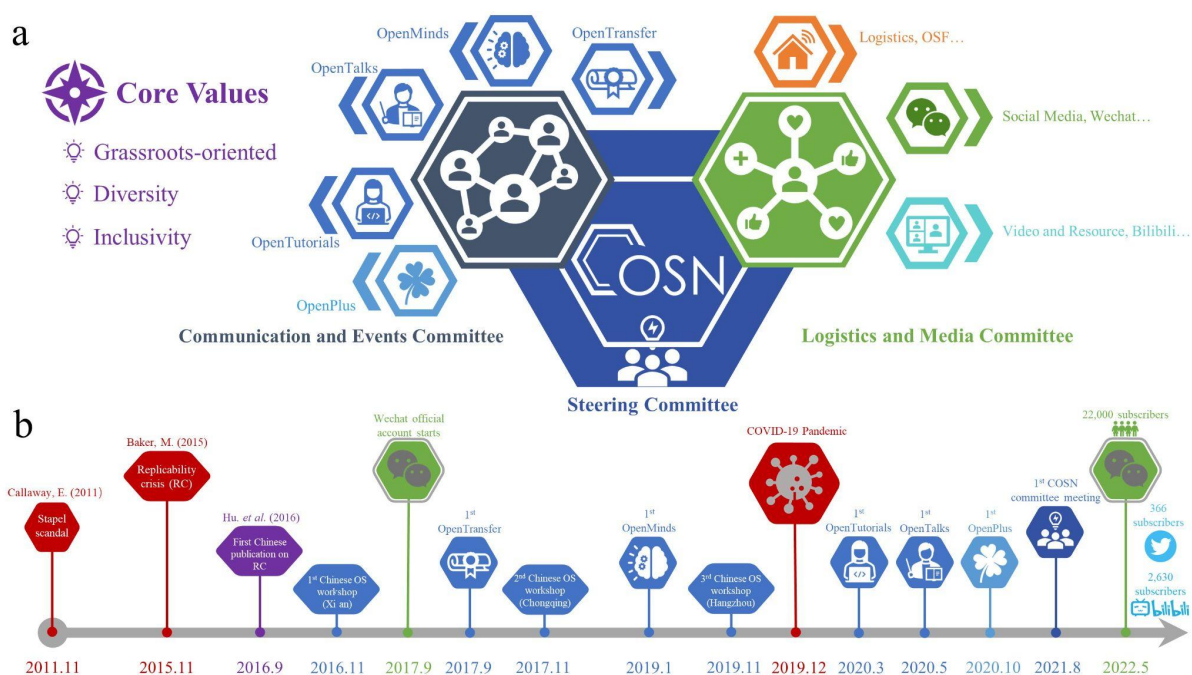 a
Core Values
Grassroots-oriented
Diversity
Inclusivity
OpenMinds
OpenTalks
OpenTransfer
OpenTutorials
OpenPlus
Communication and Events Committee
COSN
Steering Committee
Logistics, OSF…
Social Media, Wechat…
Video and Resource, Bilibili…
Logistics and Media Committee
b
Callaway, E. (2011)
Stapel
scandal
Baker, M. (2015)
Replicability
crisis (RC)
Hu. et al. (2016)
First Chinese
publication on
RC
1st Chinese OS
workshop
(Xi an)
Wechat official
account starts
1st
OpenTransfer
2nd Chinese OS
workshop
(Chongqing)
1st
OpenMinds
3rd Chinese OS
workshop
(Hangzhou)
COVID-19 Pandemic
1st
OpenTutorials
1st
OpenTalks
1st
OpenPlus
1st COSN
committee meeting
22,000 subscribers
366
subscribers
2,630
subscribers
bilibili
2011.11
2015.11
2016.9
2016.11
2017.9
2017.9
2017.11
2019.1
2019.11
2019.12
2020.3
2020.5
2020.10
2021.8
2022.5